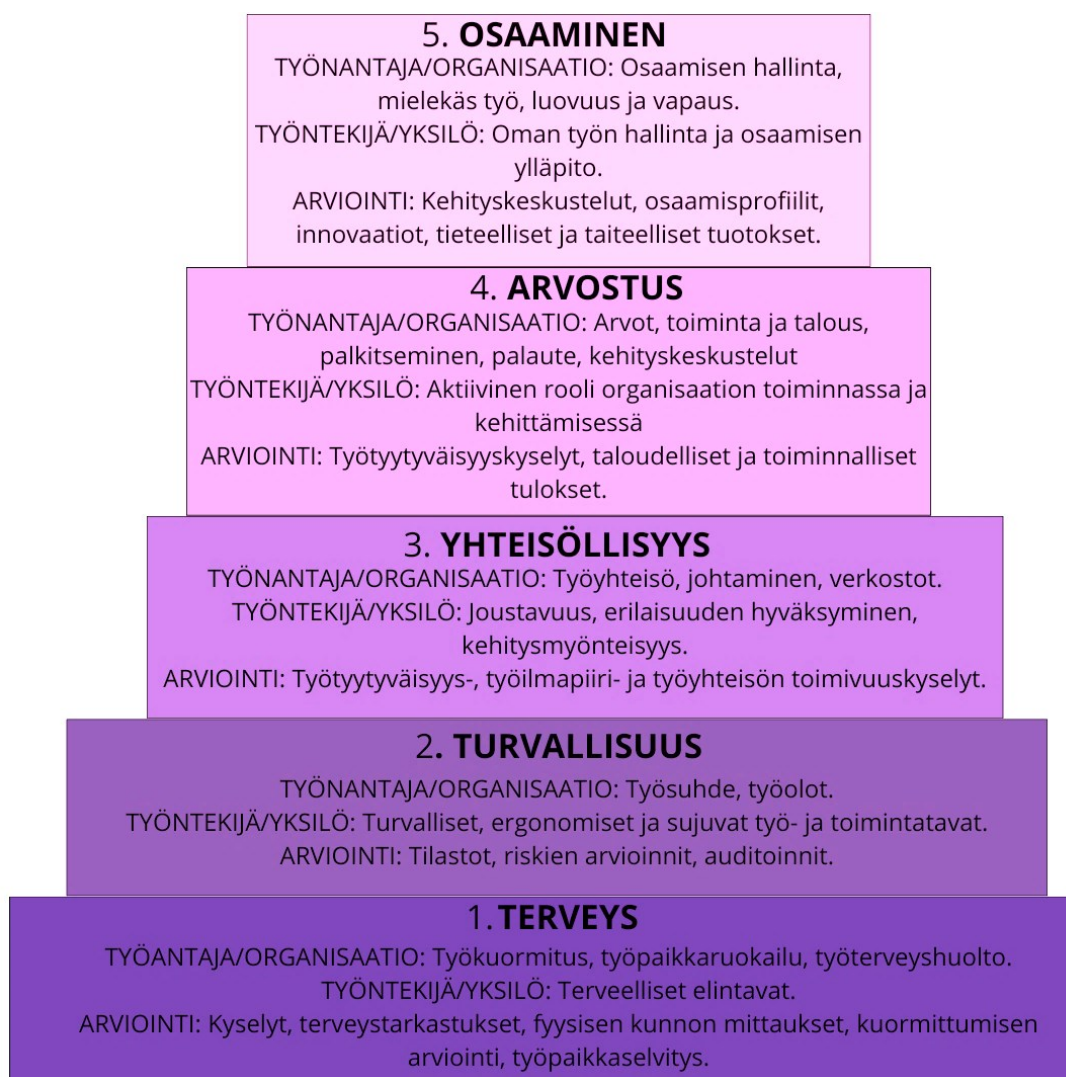 5. OSAAMINEN
TYÖNANTAJA/ORGANISAATIO: Osaamisen hallinta,
mielekäs työ, luovuus ja vapaus.
TYÖNTEKIJÄ/YKSILÖ: Oman työn hallinta ja osaamisen
ylläpito.
ARVIOINTI: Kehityskeskustelut, osaamisprofiilit,
innovaatiot, tieteelliset ja taiteelliset tuotokset.
4. ARVOSTUS
TYÖNANTAJA/ORGANISAATIO: Arvot, toiminta ja talous,
palkitseminen, palaute, kehityskeskustelut
TYÖNTEKIJÄ/YKSILÖ: Aktiivinen rooli organisaation toiminnassa ja
kehittämisessä
ARVIOINTI: Työtyytyväisyyskyselyt, taloudelliset ja toiminnalliset
tulokset.
3. YHTEISÖLLISYYS
TYÖNANTAJA/ORGANISAATIO: Työyhteisö, johtaminen, verkostot.
TYÖNTEKIJÄ/YKSILÖ: Joustavuus, erilaisuuden hyväksyminen,
kehitysmyönteisyys.
ARVIOINTI: Työtyytyväisyys-, työilmapiiri- ja työyhteisön toimivuuskyselyt.
2. TURVALLISUUS
TYÖNANTAJA/ORGANISAATIO: Työsuhde, työolot.
TYÖNTEKIJÄ/YKSILÖ: Turvalliset, ergonomiset ja sujuvat työ- ja toimintatavat.
ARVIOINTI: Tilastot, riskien arvioinnit, auditoinnit.
1. TERVEYS
TYÖANTAJA/ORGANISAATIO: Työkuormitus, työpaikkaruokailu, työterveyshuolto.
TYÖNTEKIJÄ/YKSILÖ: Terveelliset elintavat.
ARVIOINTI: Kyselyt, terveystarkastukset, fyysisen kunnon mittaukset, kuormittumisen
arviointi, työpaikkaselvitys.